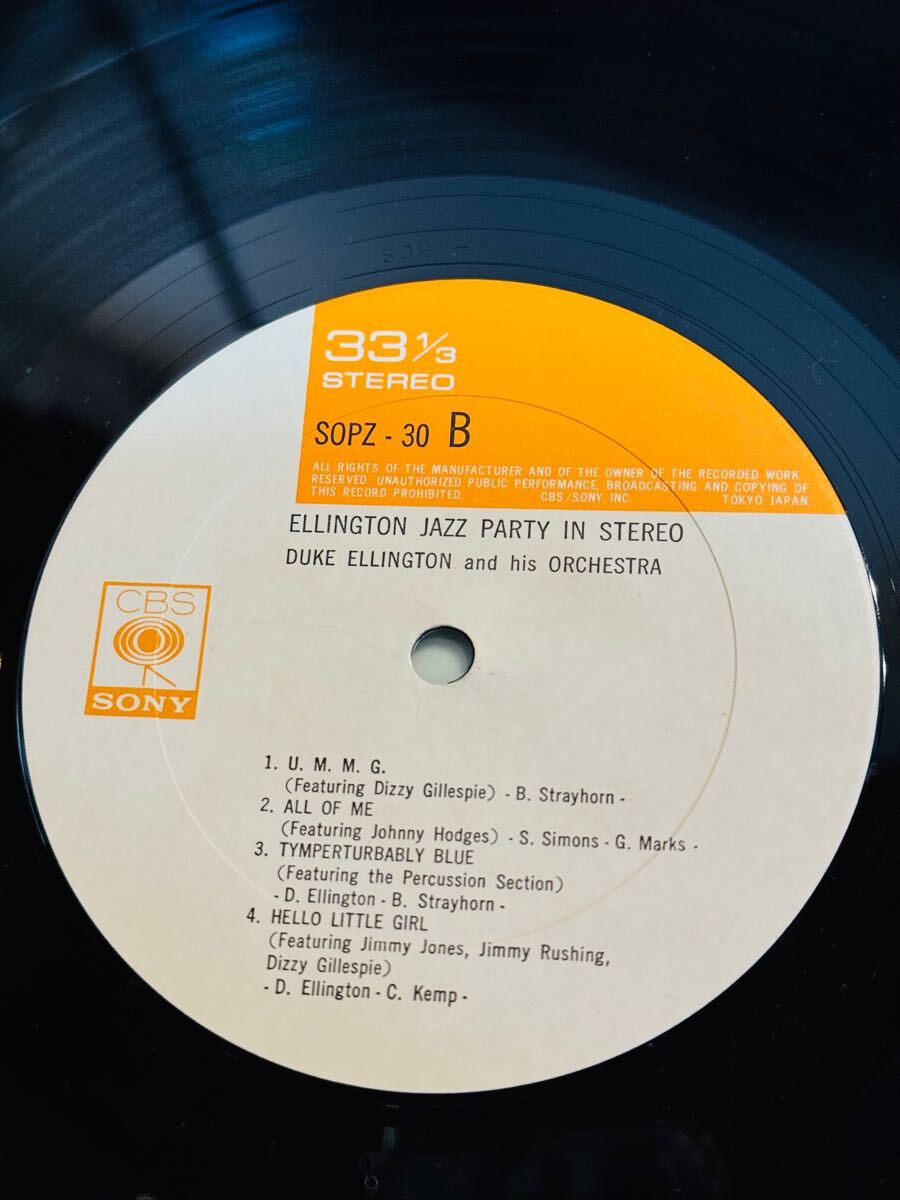 33 1/3
STEREO
SOPZ - 30 B
ALL RIGHTS OF THE MANUFACTURER AND OF THE OWNER OF THE RECORDED WORK
RESERVED. UNAUTHORIZED PUBLIC PERFORMANCE, BROADCASTING AND COPYING OF
THIS RECORD PROHIBITED. CBS/SONY INC. TOKYO JAPAN.
ELLINGTON JAZZ PARTY IN STEREO
DUKE ELLINGTON and his ORCHESTRA
CBS
SONY
1. U. M. M. G.
(Featuring Dizzy Gillespie) - B. Strayhorn -
2. ALL OF ME
(Featuring Johnny Hodges) - S. Simons - G. Marks -
3. TYMPERTURBABLY BLUE
(Featuring the Percussion Section)
- D. Ellington - B. Strayhorn -
4. HELLO LITTLE GIRL
(Featuring Jimmy Jones, Jimmy Rushing,
Dizzy Gillespie)
- D. Ellington - C. Kemp -